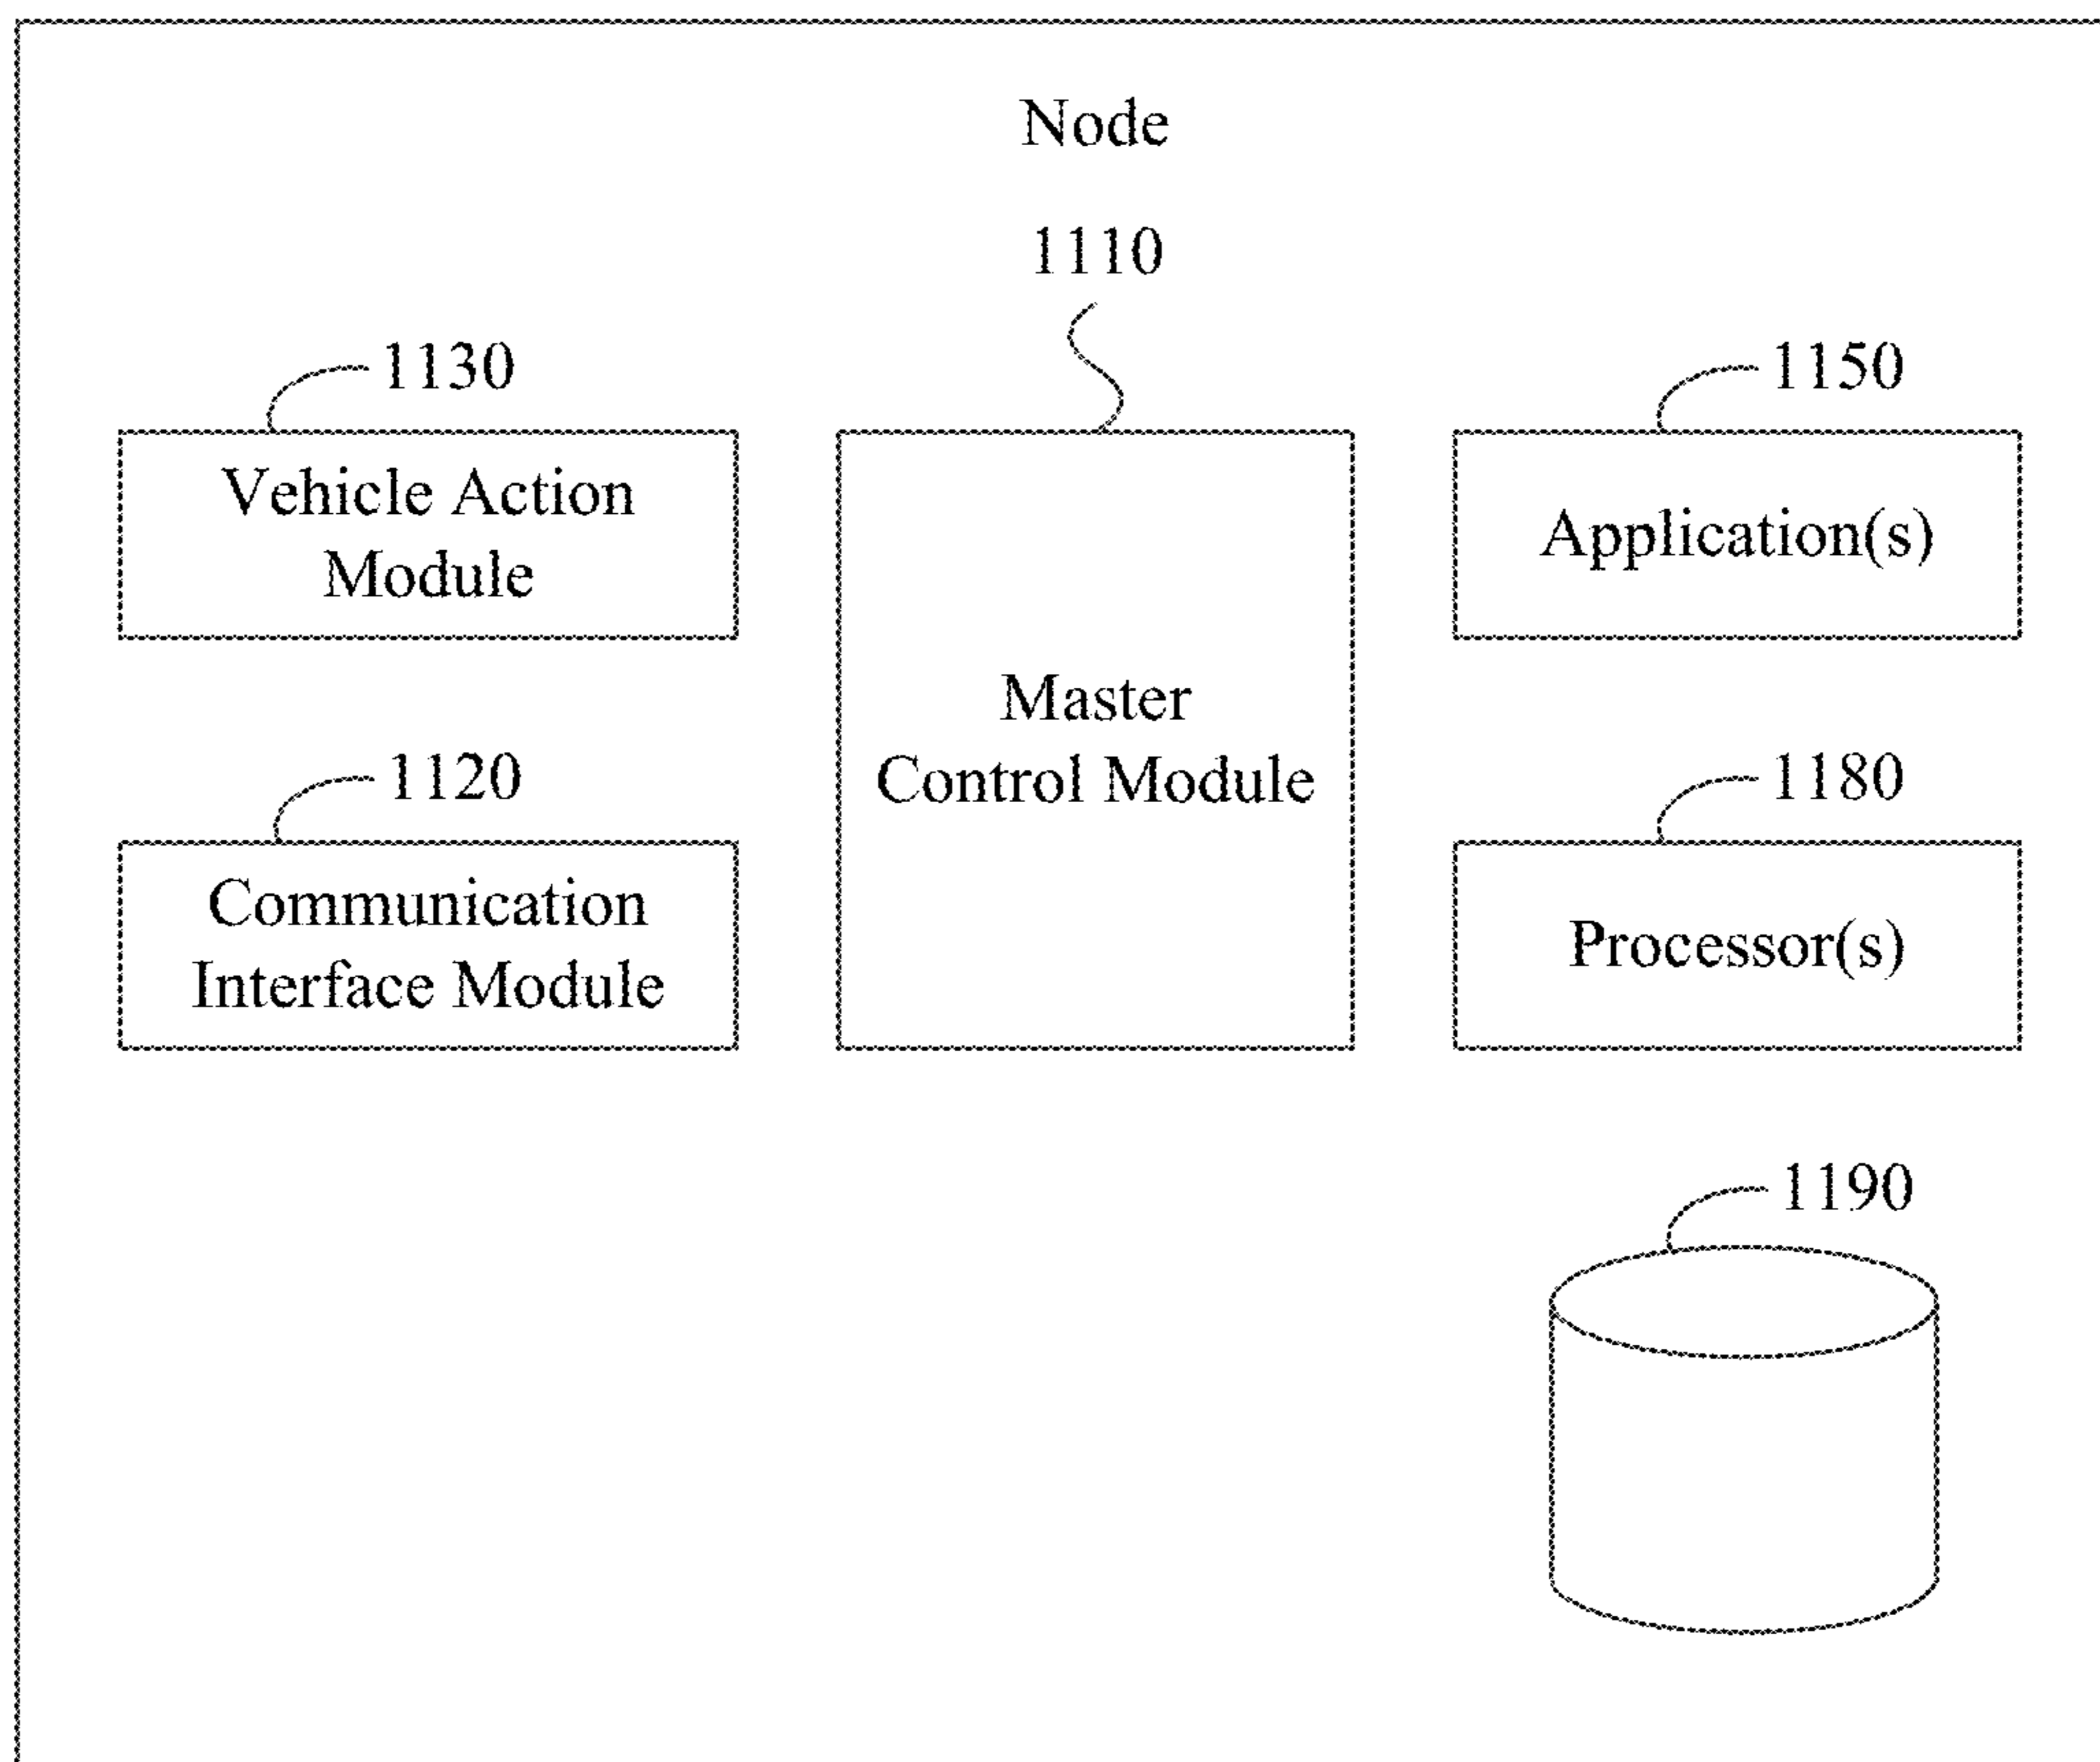 Node
1110
1130
1150
Vehicle Action
Module
Application(s)
Master
Control Module
1120
1180
Communication
Interface Module
Processor(s)
1190